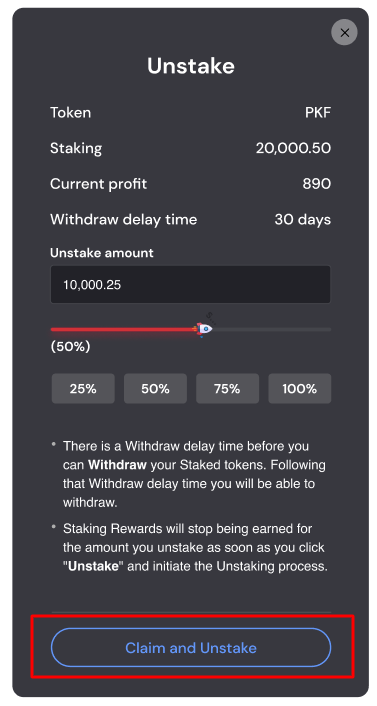 Unstake
Token PKF
Staking 20,000.50
Current profit 890
Withdraw delay time 30 days
Unstake amount
10,000.25
(50%)
25% 50% 75% 100%
• There is a Withdraw delay time before you
can Withdraw your Staked tokens. Following
that Withdraw delay time you will be able to
withdraw.
• Staking Rewards will stop being earned for
the amount you unstake as soon as you click
"Unstake" and initiate the Unstaking process.
Claim and Unstake